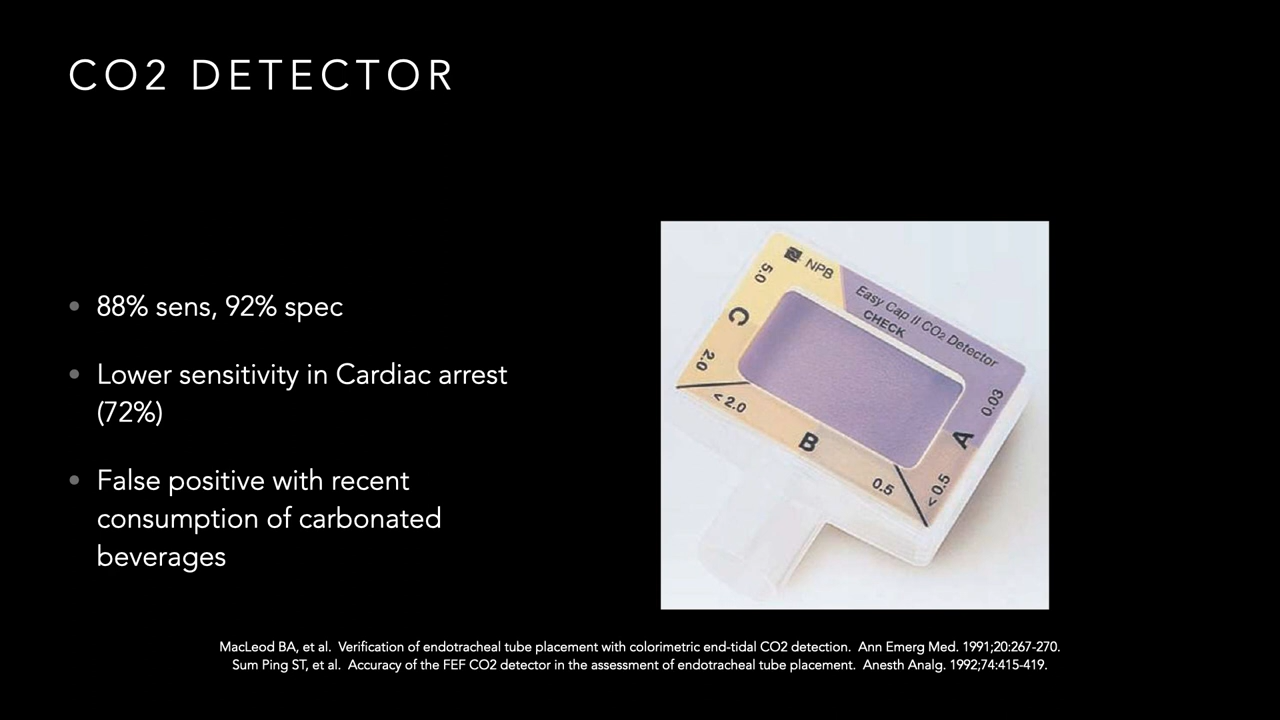 CO2 DETECTOR
• 88% sens, 92% spec
• Lower sensitivity in Cardiac arrest
(72%)
• False positive with recent
consumption of carbonated
beverages
NPB
Easy Cap II CO2 Detector
CHECK
5.0
C
2.0
< 2.0
B
0.5
< 0.5
A
0.03
MacLeod BA, et al. Verification of endotracheal tube placement with colorimetric end-tidal CO2 detection. Ann Emerg Med. 1991;20:267-270.
Sum Ping ST, et al. Accuracy of the FEF CO2 detector in the assessment of endotracheal tube placement. Anesth Analg. 1992;74:415-419.